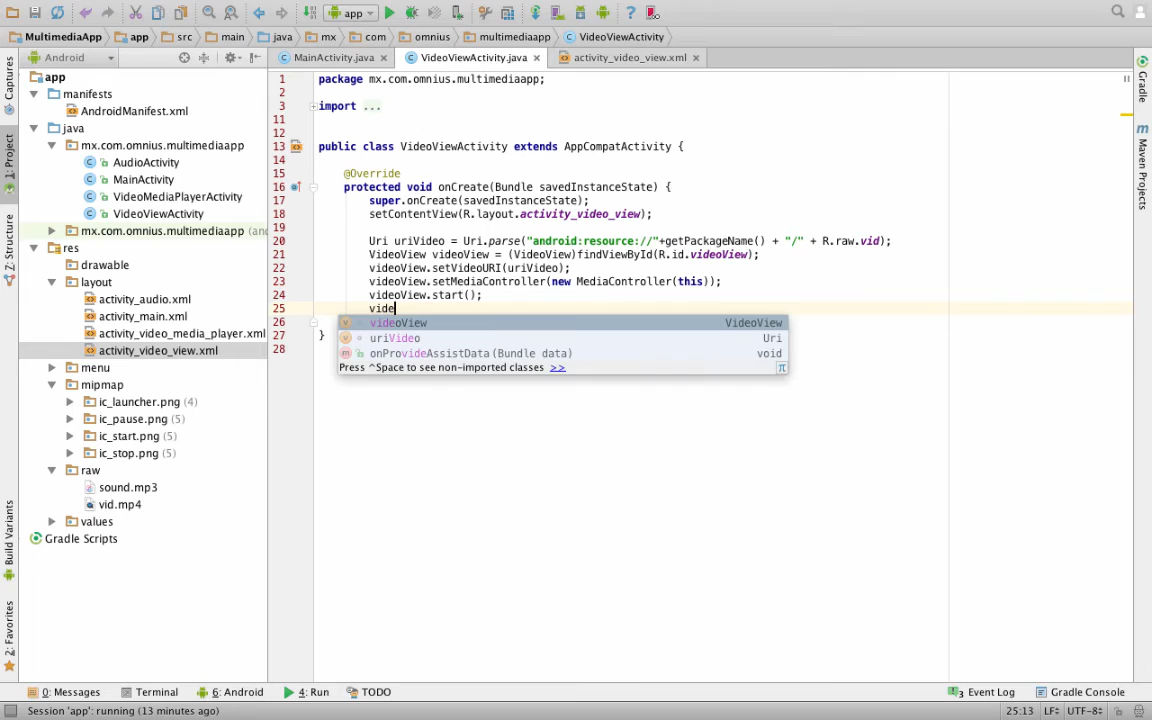 app
MultimediaApp app src main java mx com omnius multimediaapp VideoViewActivity
Android
MainActivity.java VideoViewActivity.java activity_video_view.xml
Captures
1: Project
7: Structure
Build Variants
2: Favorites
app
manifests
AndroidManifest.xml
java
mx.com.omnius.multimediaapp
AudioActivity
MainActivity
VideoMediaPlayerActivity
VideoViewActivity
mx.com.omnius.multimediaapp (and
res
drawable
layout
activity_audio.xml
activity_main.xml
activity_video_media_player.xml
activity_video_view.xml
menu
mipmap
ic_launcher.png (4)
ic_pause.png (5)
ic_start.png (5)
ic_stop.png (5)
raw
sound.mp3
vid.mp4
values
Gradle Scripts
1 package mx.com.omnius.multimediaapp;
2
3 import ...
11
12
13 public class VideoViewActivity extends AppCompatActivity {
14
15 @Override
16 protected void onCreate(Bundle savedInstanceState) {
17 super.onCreate(savedInstanceState);
18 setContentView(R.layout.activity_video_view);
19
20 Uri uriVideo = Uri.parse("android:resource://"+getPackageName() + "/" + R.raw.vid);
21 VideoView videoView = (VideoView)findViewById(R.id.videoView);
22 videoView.setVideoURI(uriVideo);
23 videoView.setMediaController(new MediaController(this));
24 videoView.start();
25 vide
26
27 }
28
videoView VideoView
uriVideo Uri
onProvideAssistData(Bundle data) void
Press ^Space to see non-imported classes >> π
Gradle
m Maven Projects
0: Messages Terminal 6: Android 4: Run TODO 3 Event Log Gradle Console
Session 'app': running (13 minutes ago) 25:13 LF÷ UTF-8÷